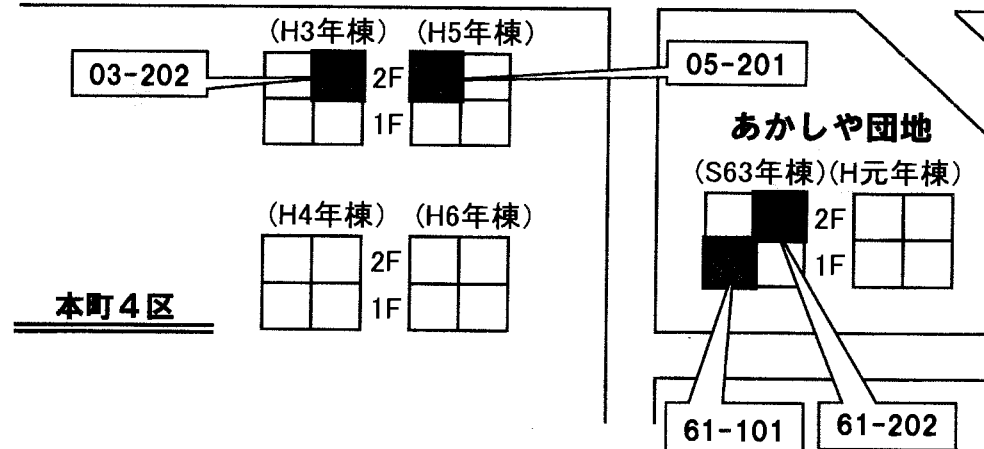 (H3年棟) (H5年棟)
03-202
2F
05-201
1F
あかしや団地
(S63年棟)(H元年棟)
(H4年棟) (H6年棟)
2F
2F
1F
本町4区
1F
61-101
61-202